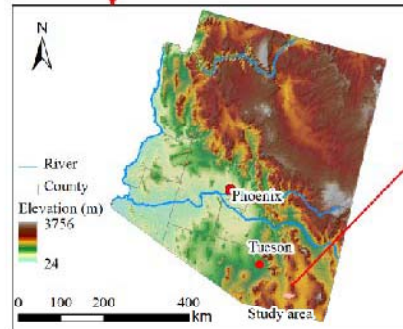 N
River
County
Elevation (m)
3756
24
Phoenix
Tucson
Study area
0 100 200 400
km